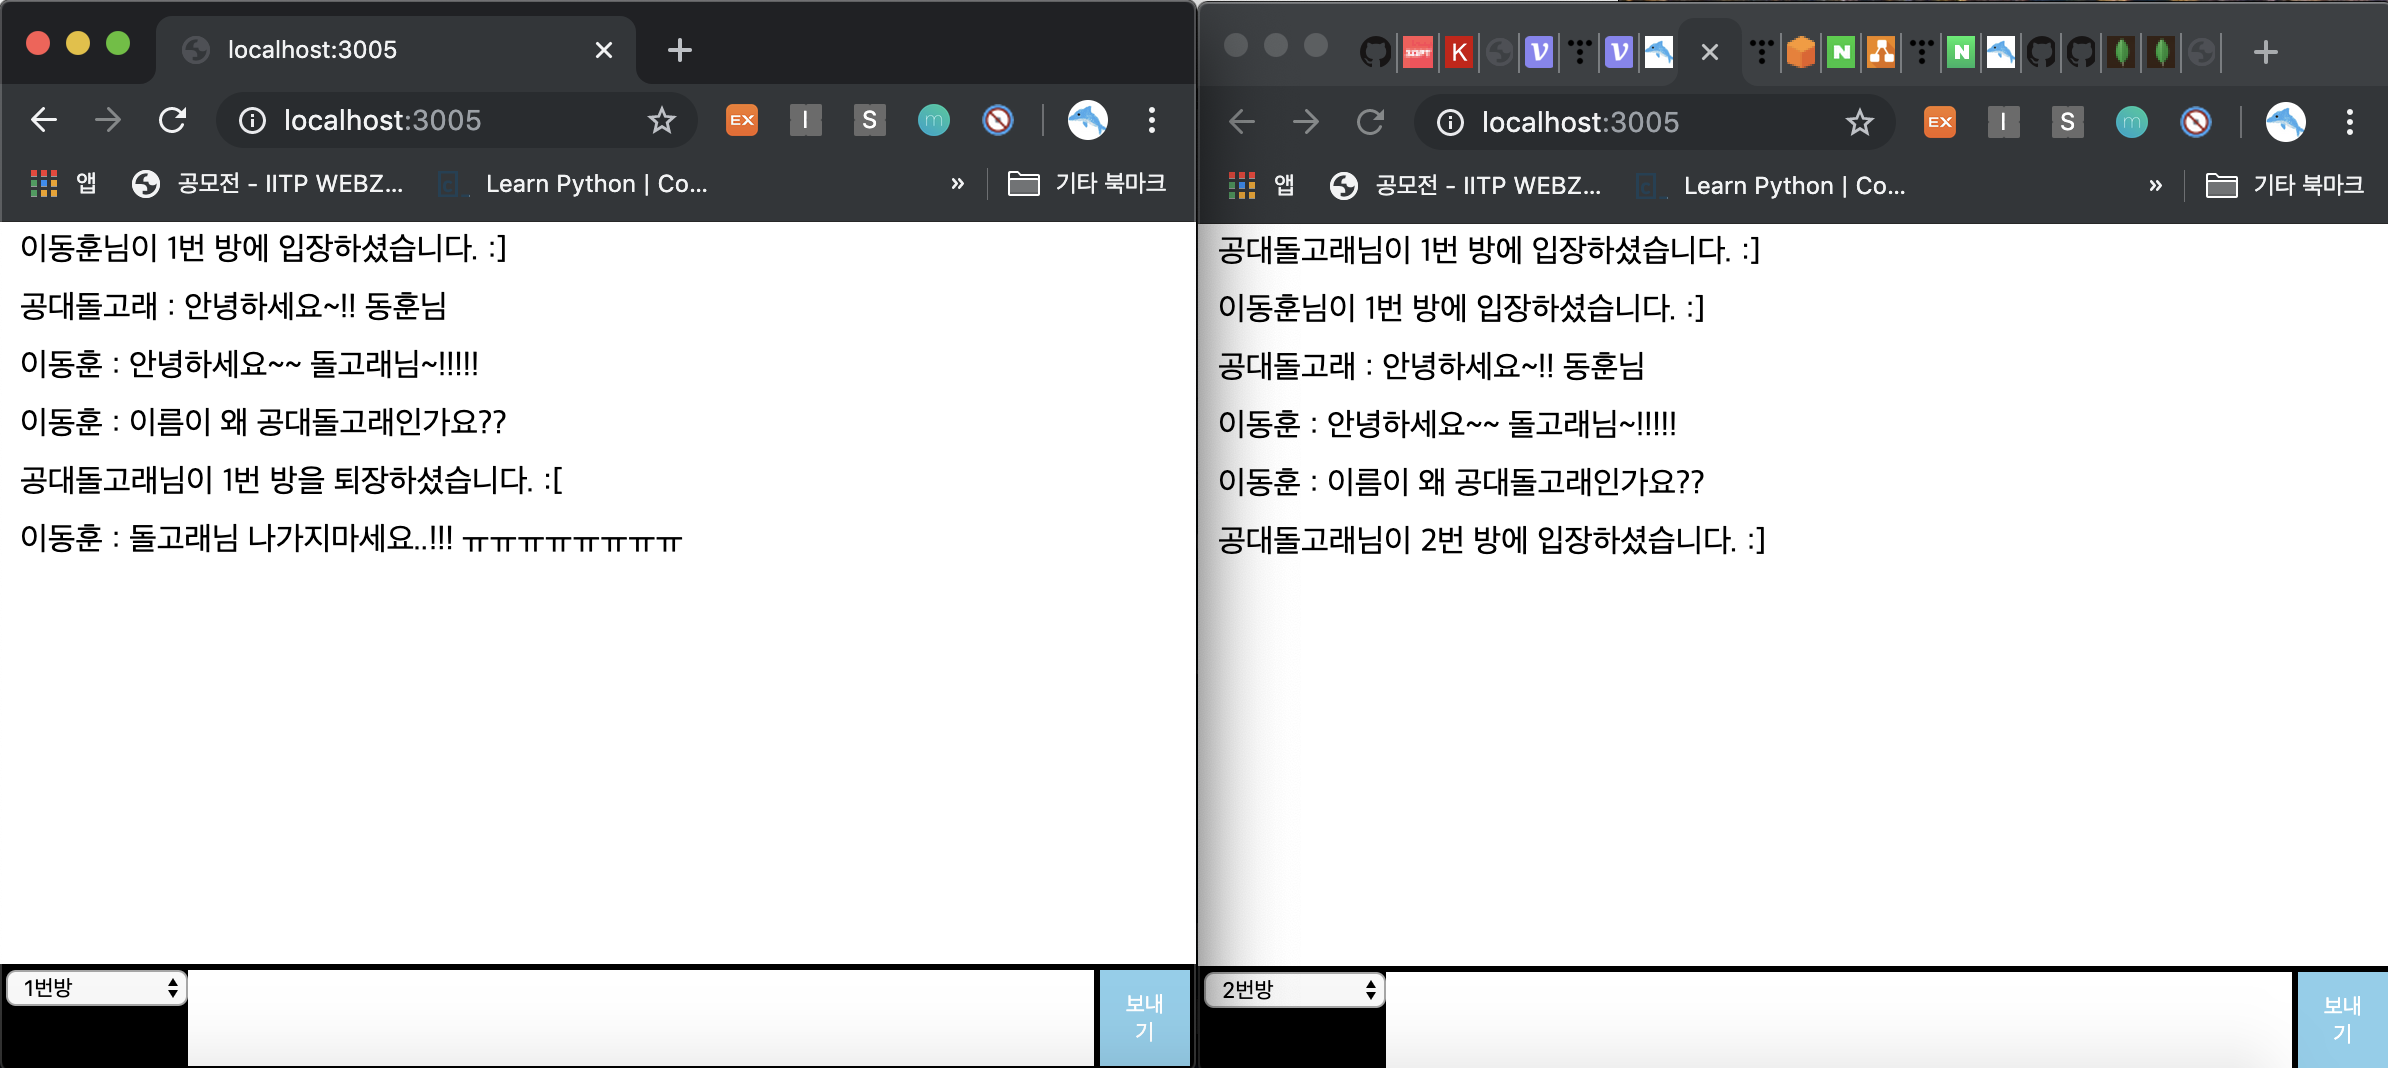 localhost:3005
localhost:3005
EX
I
S
m
앱
공모전 - IITP WEBZ...
Learn Python | Co...
»
기타 북마크
이동훈님이 1번 방에 입장하셨습니다. :]
공대돌고래 : 안녕하세요~!! 동훈님
이동훈 : 안녕하세요~~ 돌고래님~!!!!!
이동훈 : 이름이 왜 공대돌고래인가요??
공대돌고래님이 1번 방을 퇴장하셨습니다. :[
이동훈 : 돌고래님 나가지마세요..!!! ㅠㅠㅠㅠㅠㅠㅠㅠ
1번방
보내
기
K
V
V
N
N
localhost:3005
EX
I
S
m
앱
공모전 - IITP WEBZ...
Learn Python | Co...
»
기타 북마크
공대돌고래님이 1번 방에 입장하셨습니다. :]
이동훈님이 1번 방에 입장하셨습니다. :]
공대돌고래 : 안녕하세요~!! 동훈님
이동훈 : 안녕하세요~~ 돌고래님~!!!!!
이동훈 : 이름이 왜 공대돌고래인가요??
공대돌고래님이 2번 방에 입장하셨습니다. :]
2번방
보내
기